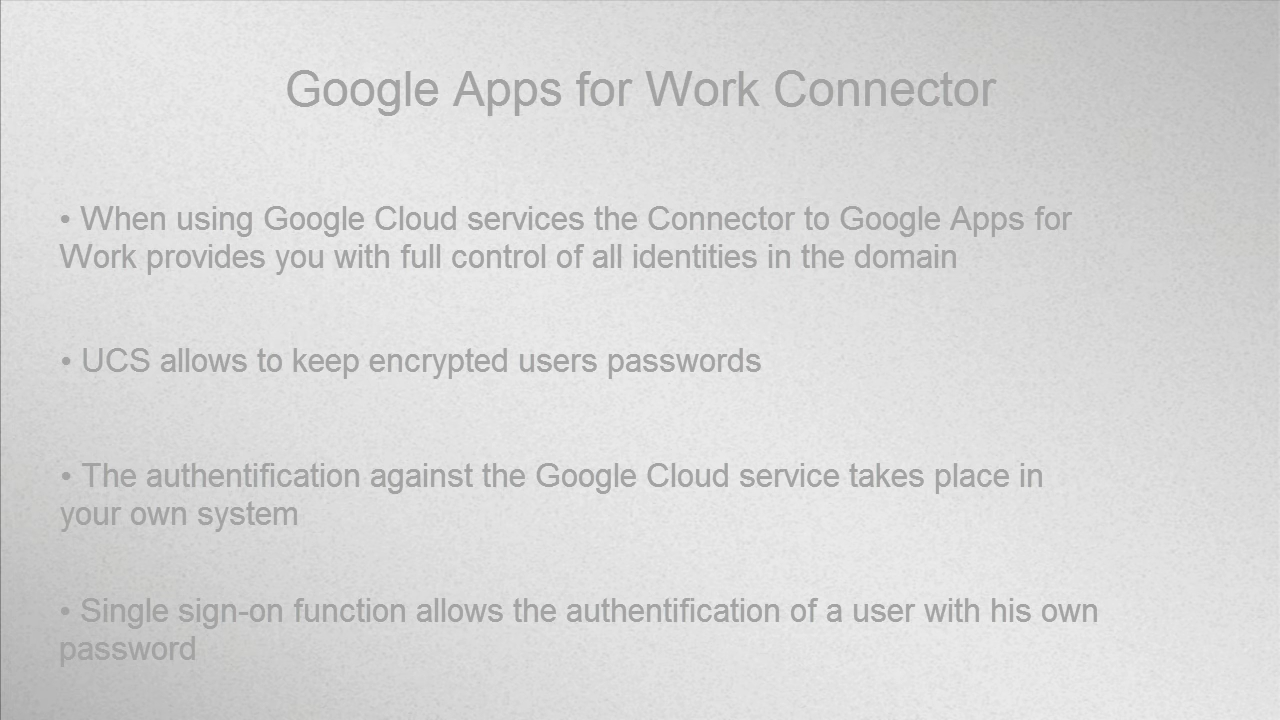 Google Apps for Work Connector
• When using Google Cloud services the Connector to Google Apps for
Work provides you with full control of all identities in the domain
• UCS allows to keep encrypted users passwords
• The authentification against the Google Cloud service takes place in
your own system
• Single sign-on function allows the authentification of a user with his own
password